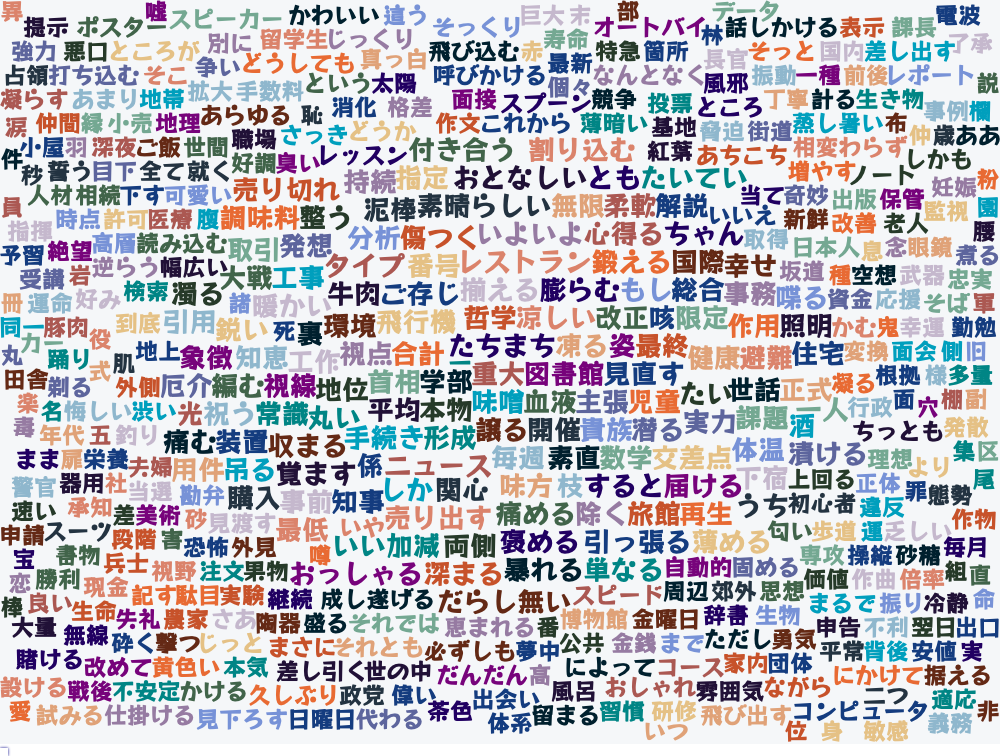 異 嘘 スピーカー かわいい 違う そっくり 巨大 末 部 データ 電波
提示 ポスター オートバイ 林 話しかける 表示 課長 了承
強力 悪口 ところが 別に 留学生 じっくり 飛び込む 赤 寿命 特急 箇所 長官 そっと 国内 差し出す
占領 打ち込む そこ 争い どうしても 真っ白 呼びかける 最新 なんとなく 風邪 振動 一種 前後 レポート 説
凝らす あまり 地帯 拡大 手数料 という 太陽 個々 面接 スプーン 競争 投票 ところ 丁寧 計る 生き物 事例 欄
涙 仲間 縁 小売 地理 あらゆる 恥 消化 格差 作文 これから 薄暗い 基地 脅迫 街道 蒸し暑い 布 仲 歳 ああ
件 小屋 羽 深夜 ご飯 世間 職場 さっき どうか 付き合う 割り込む 紅葉 あちこち 相変わらず しかも
秒 誓う 目下 全て 就く 好調 臭い レッスン 持続 指定 おとなしい とも たいてい 増やす ノート 妊娠 粉
員 人材 相続 下す 可愛い 売り切れ 泥棒 素晴らしい 無限 柔軟 解説 当て 奇妙 出版 保管 監視 園
指揮 時点 許可 医療 腹 調味料 整う 分析 傷つく いよいよ 心得る ちゃん いいえ 新鮮 改善 老人 腰
予習 絶望 高層 読み込む 取引 発想 タイプ 番号 レストラン 鍛える 国際 幸せ 取得 日本人 息 念 眼鏡 煮る
受講 岩 逆らう 幅広い 大戦 工事 牛肉 ご存じ 揃える 膨らむ もし 総合 事務 坂道 種 空想 武器 忠実
冊 運命 好み 検索 濁る 諸 暖かい 喋る 資金 応援 そば 軍
同一 豚肉 役 到底 引用 鋭い 死 裏 環境 飛行機 哲学 涼しい 改正 咳 限定 作用 照明 かむ 鬼 幸運 勤勉
丸 カー 踊り 式 肌 地上 象徴 知恵 工作 視点 合計 たちまち 凍る 姿 最終 健康 避難 住宅 変換 面会 側 旧
田舎 剃る 外側 厄介 編む 視線 地位 首相 学部 重大 図書館 見直す たい 世話 正式 凝る 根拠 様 多量
楽 名 悔しい 渋い 光 祝う 常識 丸い 平均 本物 味噌 血液 主張 児童 課題 一人 行政 面 穴 棚 副
毒 年代 五 釣り 痛む 装置 収まる 手続き 形成 譲る 開催 貴族 潜る 実力 酒 ちっとも 発散
まま 扉 栄養 夫婦 用件 吊る 覚ます 係 ニュース 毎週 素直 数学 交差点 体温 漬ける 理想 より 集 区
警官 器用 社 当選 勘弁 購入 事前 知事 しか 関心 味方 枝 すると 届ける 下宿 上回る 正体 罪 態勢 尾
速い 承知 差 美術 砂 見渡す 最低 いや 売り出す 痛める 除く 旅館 再生 うち 初心者 違反 作物
申請 スーツ 段階 害 恐怖 外見 噂 いい加減 両側 褒める 引っ張る 薄める 匂い 歩道 運 乏しい
宝 書物 兵士 視野 注文 果物 おっしゃる 深まる 暴れる 単なる 自動的 固める 専攻 操縦 砂糖 毎月
恋 勝利 現金 記す 駄目 実験 継続 成し遂げる だらし無い スピード 周辺 郊外 思想 価値 作曲 倍率 組 直
棒 良い 生命 失礼 農家 さあ 陶器 盛る それでは 恵まれる 番 博物館 金曜日 辞書 生物 まるで 振り 冷静 命
大量 無線 砕く 撃つ じっと まさに それとも 必ずしも 夢中 公共 金銭 まで ただし 勇気 申告 不利 翌日 出口
賭ける 改めて 黄色い 本気 差し引く 世の中 だんだん 高 によって コース 家内 団体 平常 背後 安値 実
設ける 戦後 不安定 かける 久しぶり 政党 偉い 出会い 風呂 おしゃれ 雰囲気 ながら にかけて 据える
愛 試みる 仕掛ける 見下ろす 日曜日 代わる 茶色 体系 留まる 習慣 研修 飛び出す コンピュータ 二つ 適応 非
いつ 位 身 敏感 義務